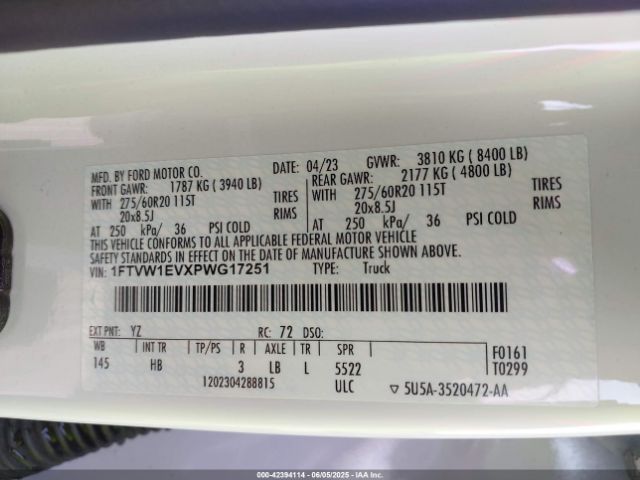 MFD. BY FORD MOTOR CO. DATE: 04/23 GVWR: 3810 KG ( 8400 LB)
FRONT GAWR: 1787 KG ( 3940 LB) REAR GAWR: 2177 KG ( 4800 LB)
WITH 275/60R20 115T TIRES WITH 275/60R20 115T TIRES
20x8.5J RIMS 20x8.5J RIMS
AT 250 kPa/ 36 PSI COLD AT 250 kPa/ 36 PSI COLD
THIS VEHICLE CONFORMS TO ALL APPLICABLE FEDERAL MOTOR VEHICLE
SAFETY STANDARDS IN EFFECT ON THE DATE OF MANUFACTURE SHOWN ABOVE.
VIN: 1FTVW1EVXPWG17251 TYPE: Truck
EXT PNT: YZ RC: 72 DSO:
WB INT TR TP/PS R AXLE TR SPR F0161
145 HB 3 LB L 5522 T0299
1202304288815 ULC 5U5A-3520472-AA
000-42394114 - 06/05/2025 - IAA Inc.